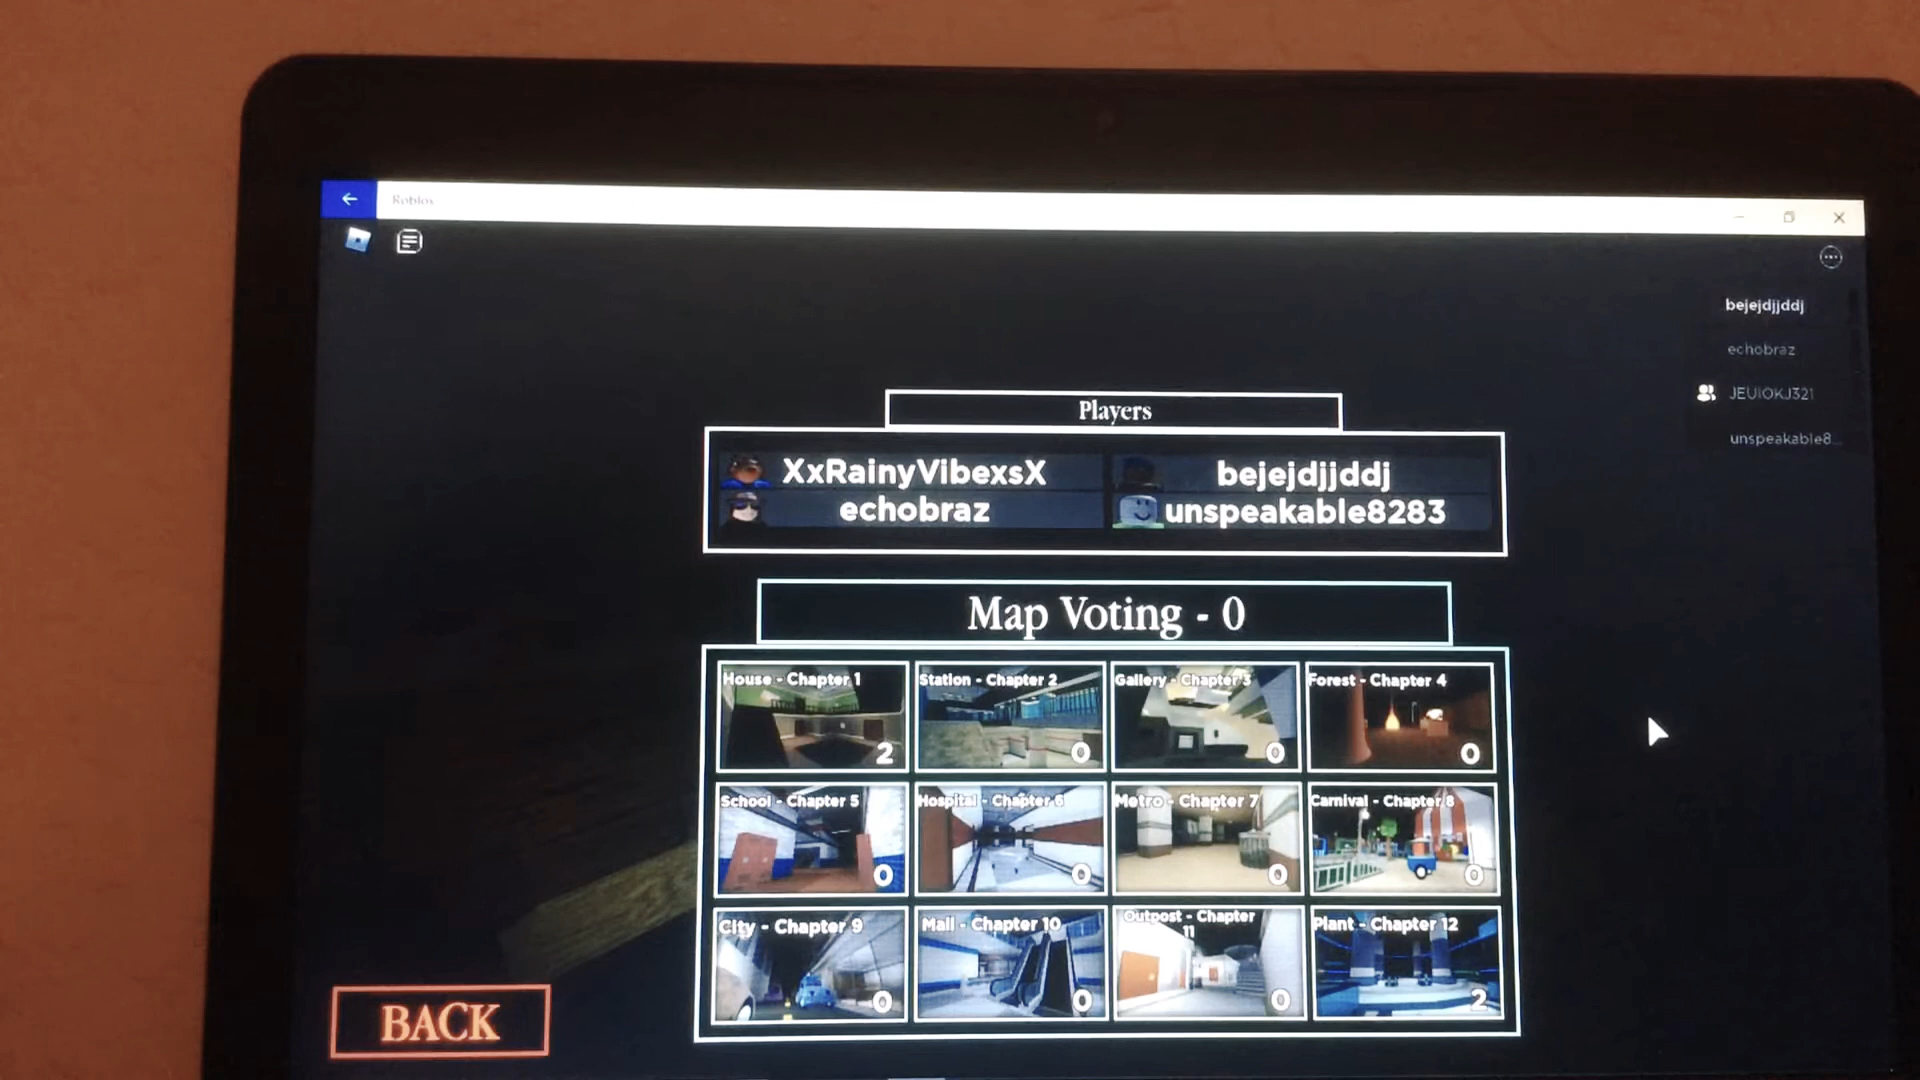 Roblox
bejejdjjddj
echobraz
JEUIOKJ321
unspeakable8...
Players
XxRainyVibexsX
bejejdjjddj
echobraz
unspeakable8283
Map Voting - 0
House - Chapter 1
2
Station - Chapter 2
0
Gallery - Chapter 3
0
Forest - Chapter 4
0
School - Chapter 5
0
Hospital - Chapter 6
0
Metro - Chapter 7
0
Carnival - Chapter 8
0
City - Chapter 9
0
Mall - Chapter 10
0
Outpost - Chapter
11
0
Plant - Chapter 12
2
BACK